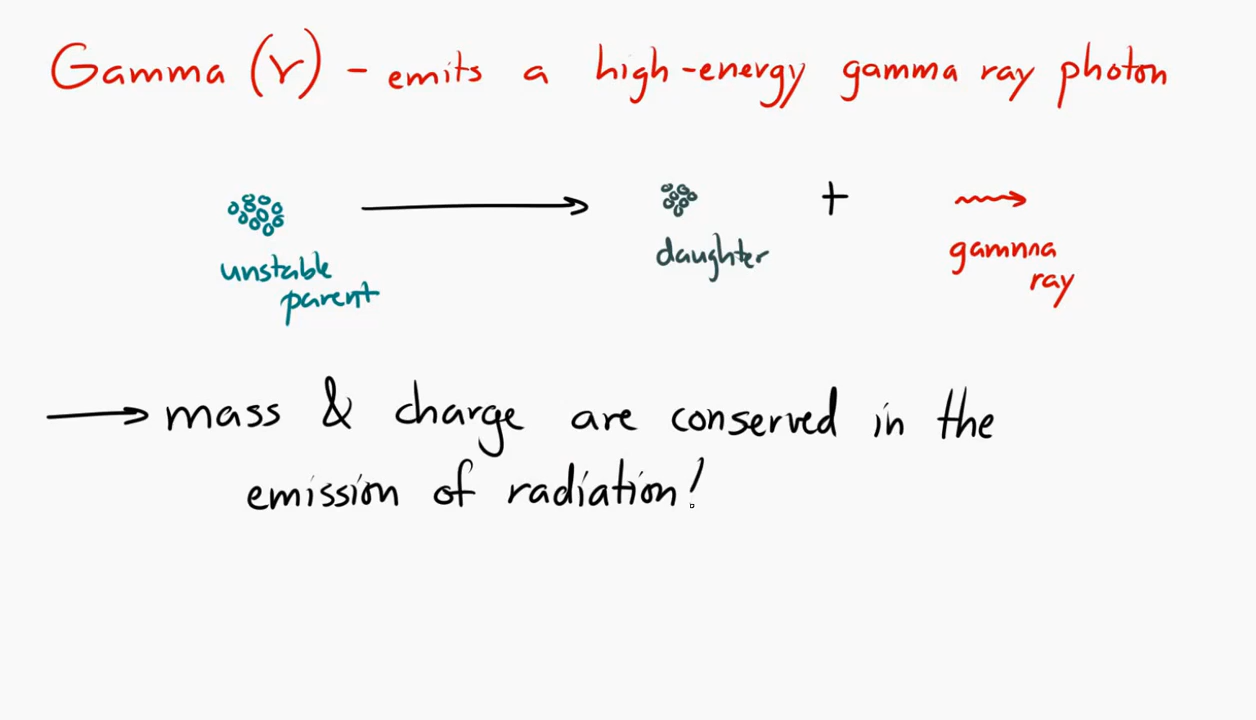 Gamma (γ) - emits a high-energy gamma ray photon
+
unstable
parent
daughter
gamma
ray
mass & charge are conserved in the
emission of radiation!